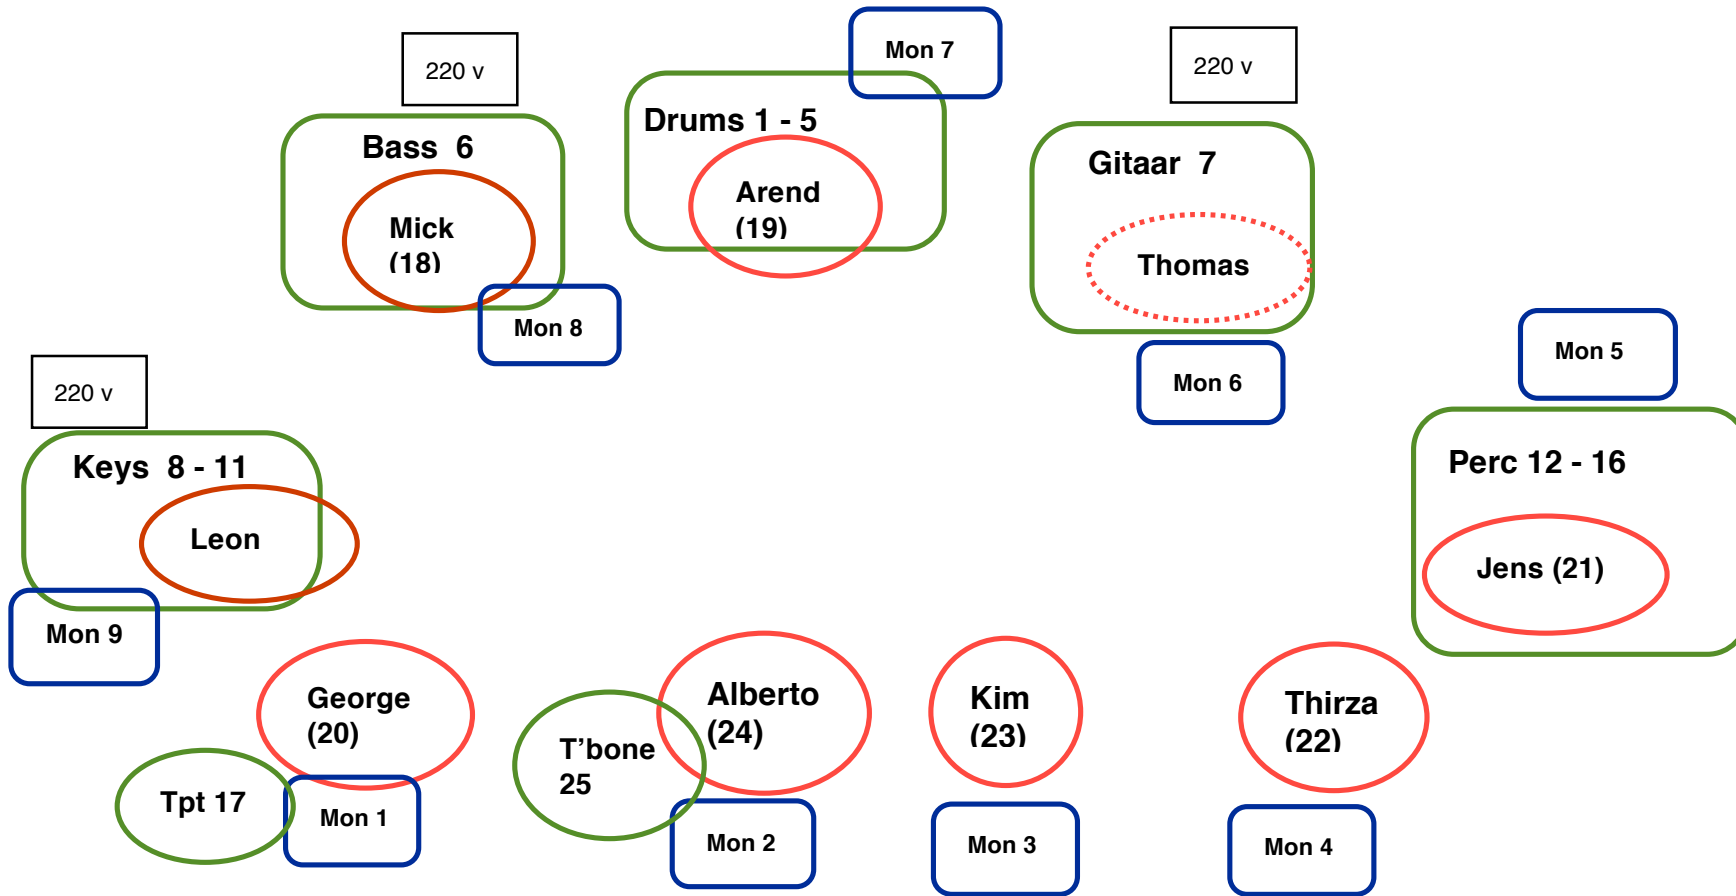 Mon 7
220 v
220 v
Drums 1 - 5
Bass 6
Gitaar 7
Arend
(19)
Mick
(18)
Thomas
Mon 8
Mon 5
Mon 6
220 v
Keys 8 - 11
Perc 12 - 16
Leon
Jens (21)
Mon 9
George
(20)
Alberto
(24)
Kim
(23)
Thirza
(22)
T’bone
25
Tpt 17
Mon 1
Mon 2
Mon 3
Mon 4